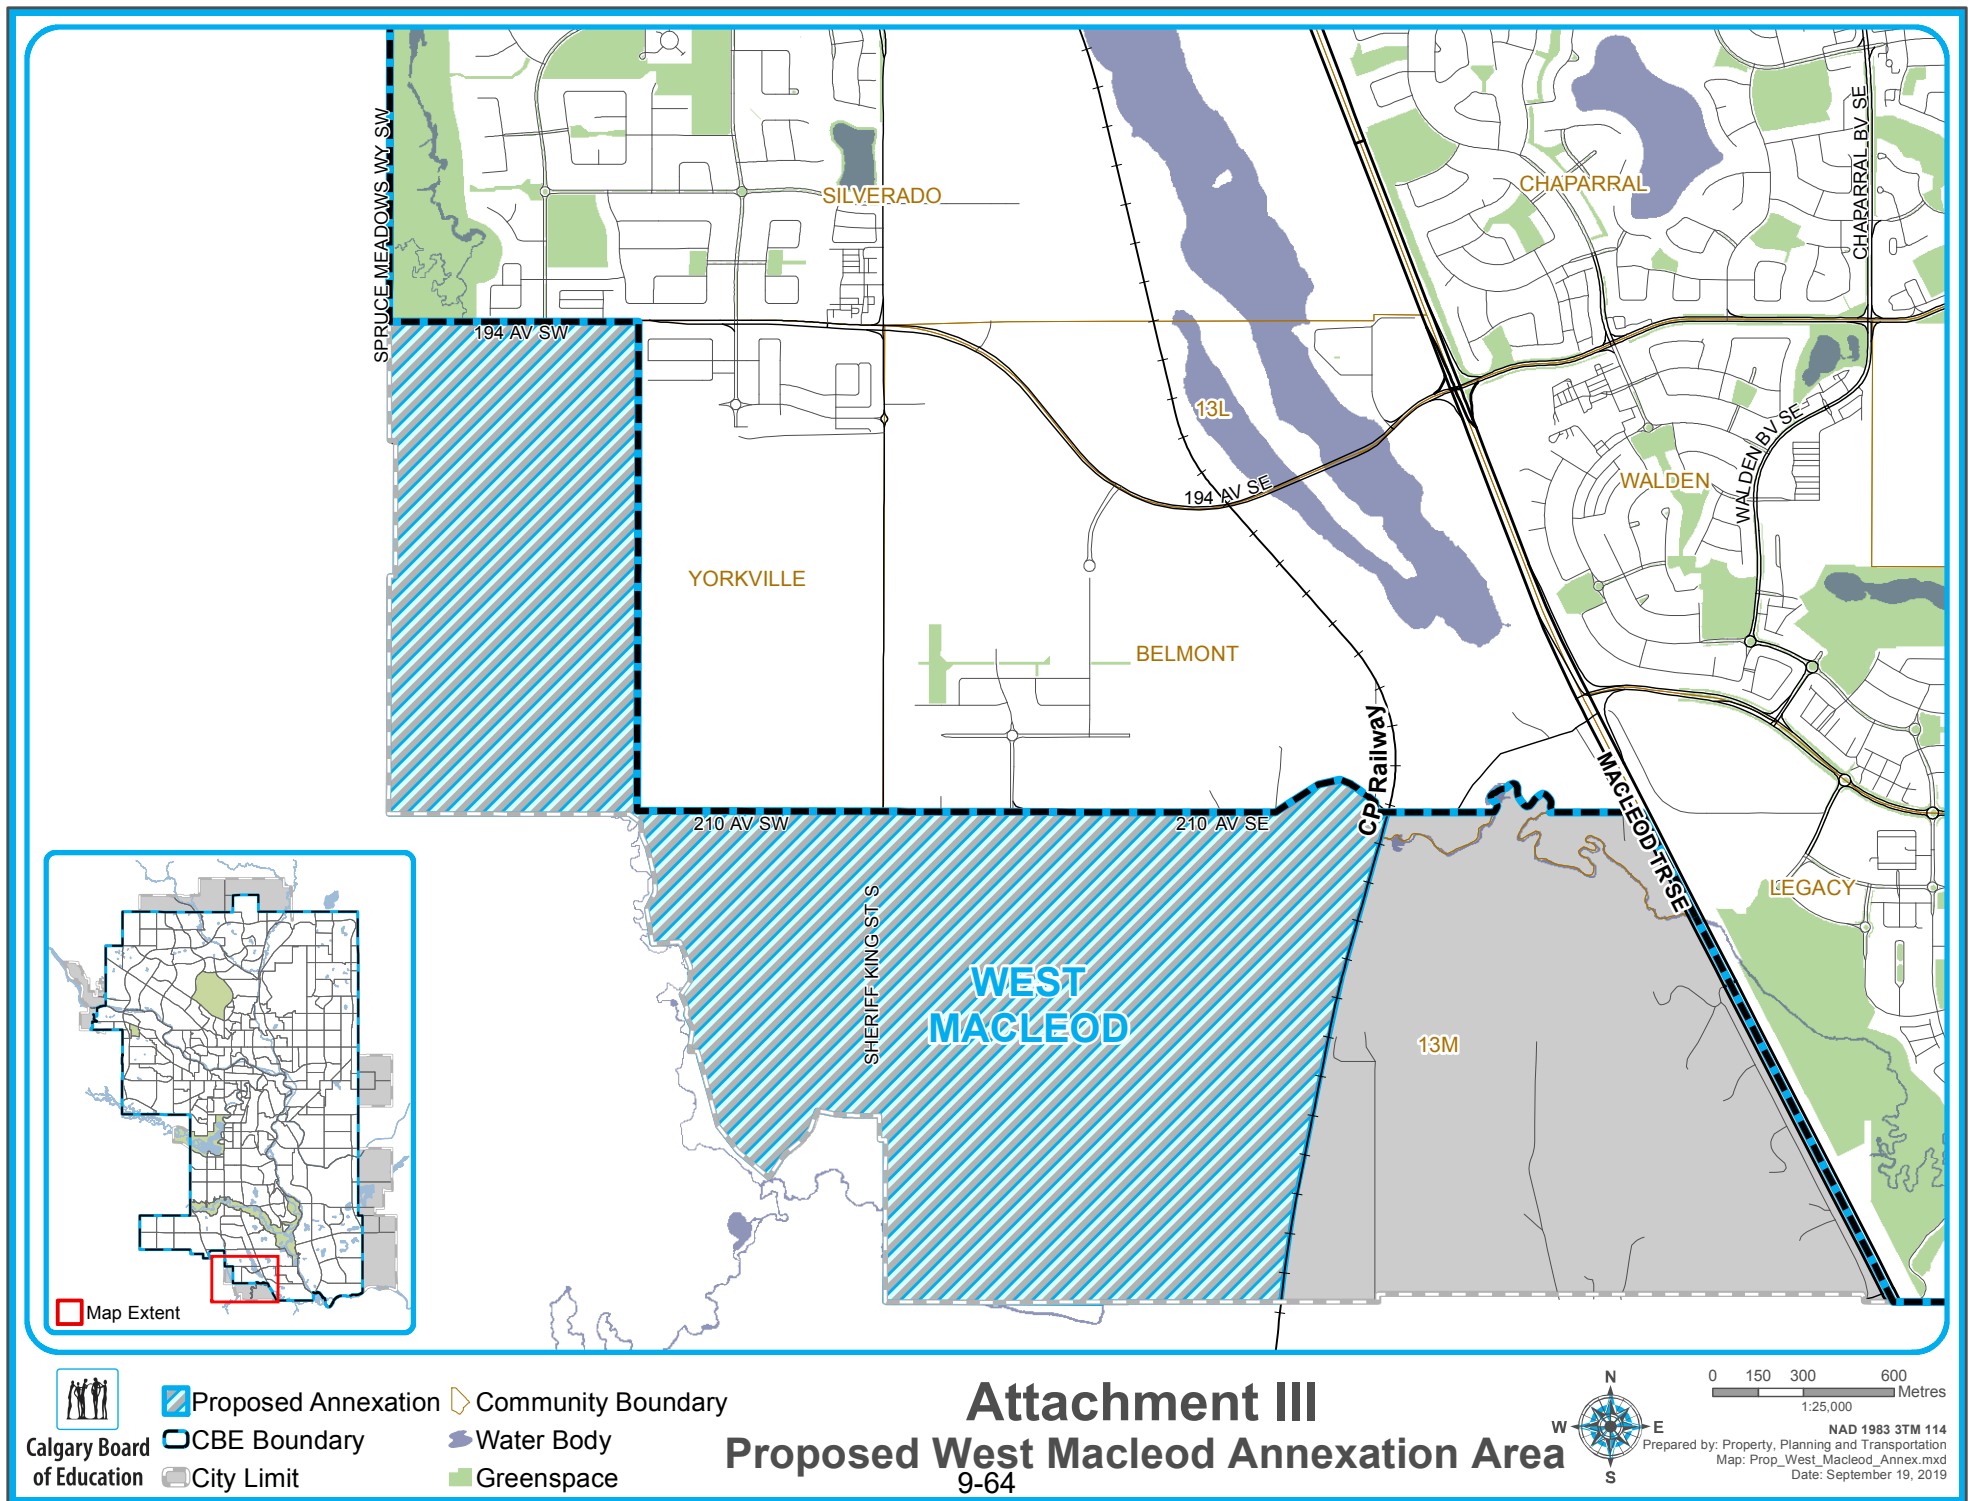 SPRUCE MEADOWS WY SW
SILVERADO
CHAPARRAL
CHAPARRAL BV SE
194 AV SW
13L
WALDEN BV SE
WALDEN
194 AV SE
YORKVILLE
BELMONT
CP Railway
MACLEOD TR SE
210 AV SW
210 AV SE
LEGACY
SHERIFF KING ST S
WEST
MACLEOD
13M
Map Extent
Calgary Board
of Education
Proposed Annexation
CBE Boundary
City Limit
Community Boundary
Water Body
Greenspace
Attachment III
Proposed West Macleod Annexation Area
9-64
N
W
E
S
0 150 300 600
Metres
1:25,000
NAD 1983 3TM 114
Prepared by: Property, Planning and Transportation
Map: Prop_West_Macleod_Annex.mxd
Date: September 19, 2019